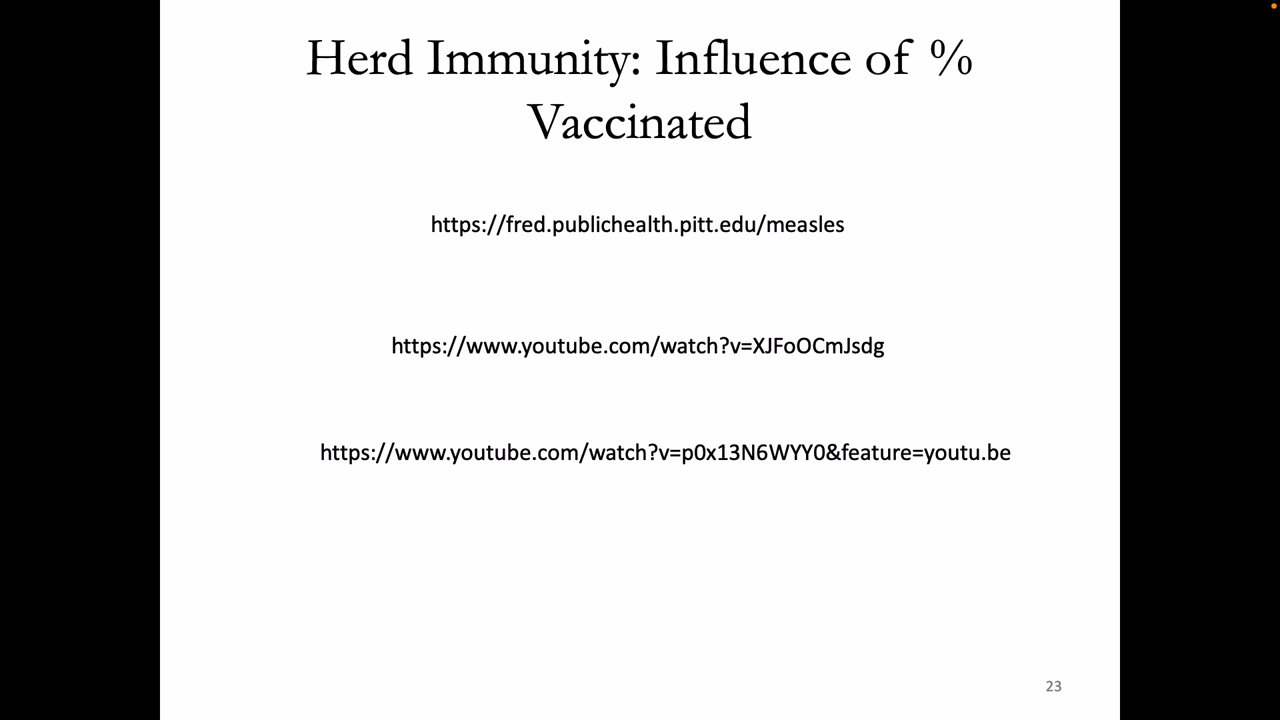 Herd Immunity: Influence of %
Vaccinated
https://fred.publichealth.pitt.edu/measles
https://www.youtube.com/watch?v=XJFoOCmJsdg
https://www.youtube.com/watch?v=p0x13N6WYY0&feature=youtu.be
23